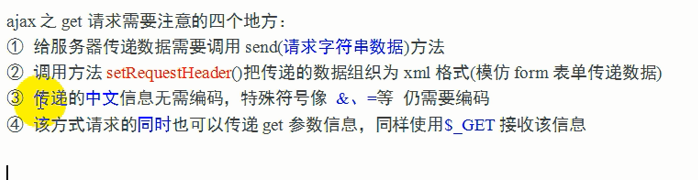 ajax 之 get 请求需要注意的四个地方：
① 给服务器传递数据需要调用 send(请求字符串数据)方法
② 调用方法 setRequestHeader()把传递的数据组织为 xml 格式(模仿 form 表单传递数据)
③ 传递的中文信息无需编码，特殊符号像 &、=等 仍需要编码
④ 该方式请求的同时也可以传递 get 参数信息，同样使用$_GET 接收该信息